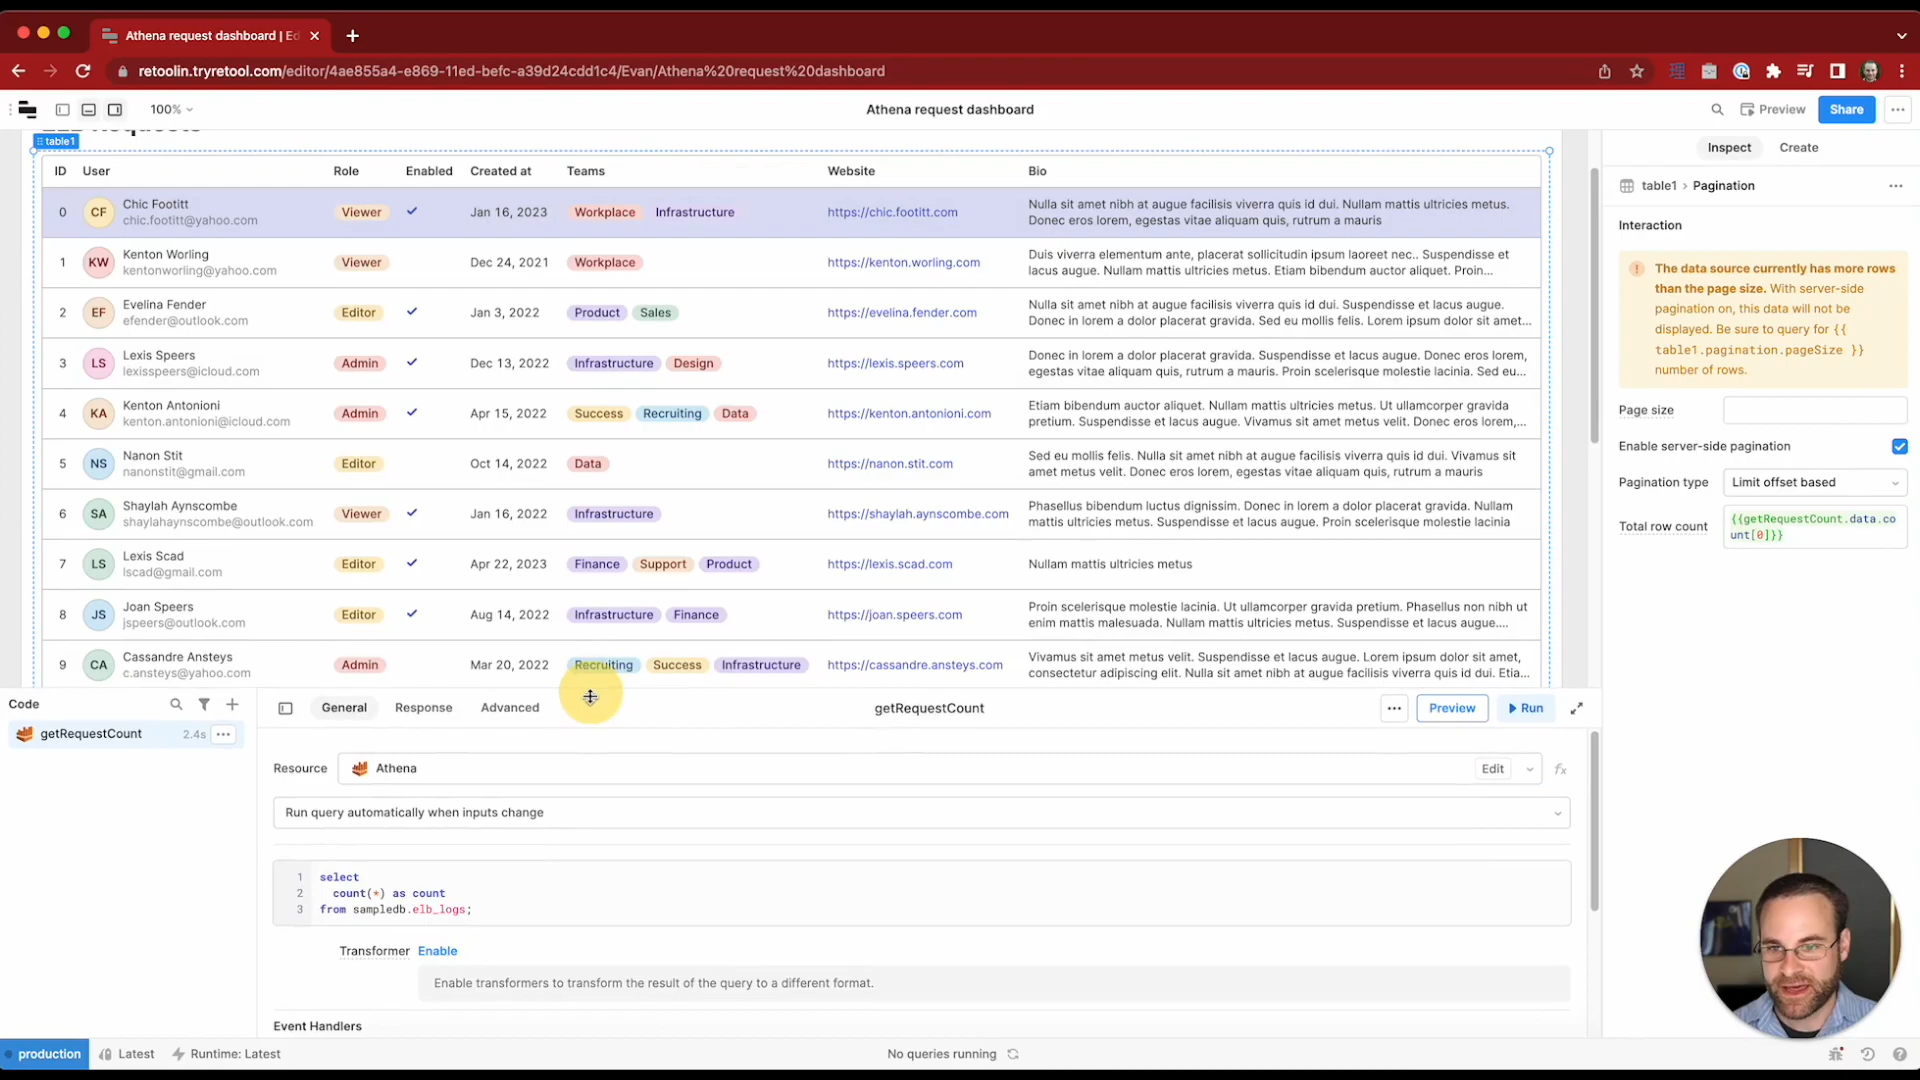 Athena request dashboard | Ed
retoolin.tryretool.com/editor/4ae855a4-e869-11ed-befc-a39d24cdd1c4/Evan/Athena%20request%20dashboard
100%
Athena request dashboard
Preview
Share
Requests
table1
ID User Role Enabled Created at Teams Website Bio
0 CF Chic Footitt chic.footitt@yahoo.com Viewer Jan 16, 2023 Workplace Infrastructure https://chic.footitt.com
Nulla sit amet nibh at augue facilisis viverra quis id dui. Nullam mattis ultricies metus.
Donec eros lorem, egestas vitae aliquam quis, rutrum a mauris
1 KW Kenton Worling kentonworling@yahoo.com Viewer Dec 24, 2021 Workplace https://kenton.worling.com
Duis viverra elementum ante, placerat sollicitudin ipsum laoreet nec.. Suspendisse et
lacus augue. Nullam mattis ultricies metus. Etiam bibendum auctor aliquet. Proin...
2 EF Evelina Fender efender@outlook.com Editor Jan 3, 2022 Product Sales https://evelina.fender.com
Nulla sit amet nibh at augue facilisis viverra quis id dui. Suspendisse et lacus augue.
Donec in lorem a dolor placerat gravida. Sed eu mollis felis. Lorem ipsum dolor sit amet...
3 LS Lexis Speers lexisspeers@icloud.com Admin Dec 13, 2022 Infrastructure Design https://lexis.speers.com
Donec in lorem a dolor placerat gravida. Suspendisse et lacus augue. Donec eros lorem,
egestas vitae aliquam quis, rutrum a mauris. Proin scelerisque molestie lacinia. Sed eu...
4 KA Kenton Antonioni kenton.antonioni@icloud.com Admin Apr 15, 2022 Success Recruiting Data https://kenton.antonioni.com
Etiam bibendum auctor aliquet. Nullam mattis ultricies metus. Ut ullamcorper gravida
pretium. Suspendisse et lacus augue. Vivamus sit amet metus velit. Donec eros lorem,...
5 NS Nanon Stit nanonstit@gmail.com Editor Oct 14, 2022 Data https://nanon.stit.com
Sed eu mollis felis. Nulla sit amet nibh at augue facilisis viverra quis id dui. Vivamus sit
amet metus velit. Donec eros lorem, egestas vitae aliquam quis, rutrum a mauris
6 SA Shaylah Aynscombe shaylahaynscombe@outlook.com Viewer Jan 16, 2022 Infrastructure https://shaylah.aynscombe.com
Phasellus bibendum luctus dignissim. Donec in lorem a dolor placerat gravida. Nullam
mattis ultricies metus. Suspendisse et lacus augue. Proin scelerisque molestie lacinia
7 LS Lexis Scad lscad@gmail.com Editor Apr 22, 2023 Finance Support Product https://lexis.scad.com
Nullam mattis ultricies metus
8 JS Joan Speers jspeers@outlook.com Editor Aug 14, 2022 Infrastructure Finance https://joan.speers.com
Proin scelerisque molestie lacinia. Ut ullamcorper gravida pretium. Phasellus non nibh ut
enim mattis malesuada. Nullam mattis ultricies metus. Suspendisse et lacus augue....
9 CA Cassandre Ansteys c.ansteys@yahoo.com Admin Mar 20, 2022 Recruiting Success Infrastructure https://cassandre.ansteys.com
Vivamus sit amet metus velit. Suspendisse et lacus augue. Lorem ipsum dolor sit amet,
consectetur adipiscing elit. Nulla sit amet nibh at augue facilisis viverra quis id dui. Etia...
Inspect Create
table1 > Pagination
Interaction
The data source currently has more rows
than the page size. With server-side
pagination on, this data will not be
displayed. Be sure to query for {{
table1.pagination.pageSize }}
number of rows.
Page size
Enable server-side pagination
Pagination type Limit offset based
Total row count {{getRequestCount.data.co
unt[0]}}
Code
getRequestCount 2.4s
General Response Advanced getRequestCount Preview Run
Resource Athena Edit fx
Run query automatically when inputs change
1 select
2 count(*) as count
3 from sampledb.elb_logs;
Transformer Enable
Enable transformers to transform the result of the query to a different format.
Event Handlers
production Latest Runtime: Latest No queries running